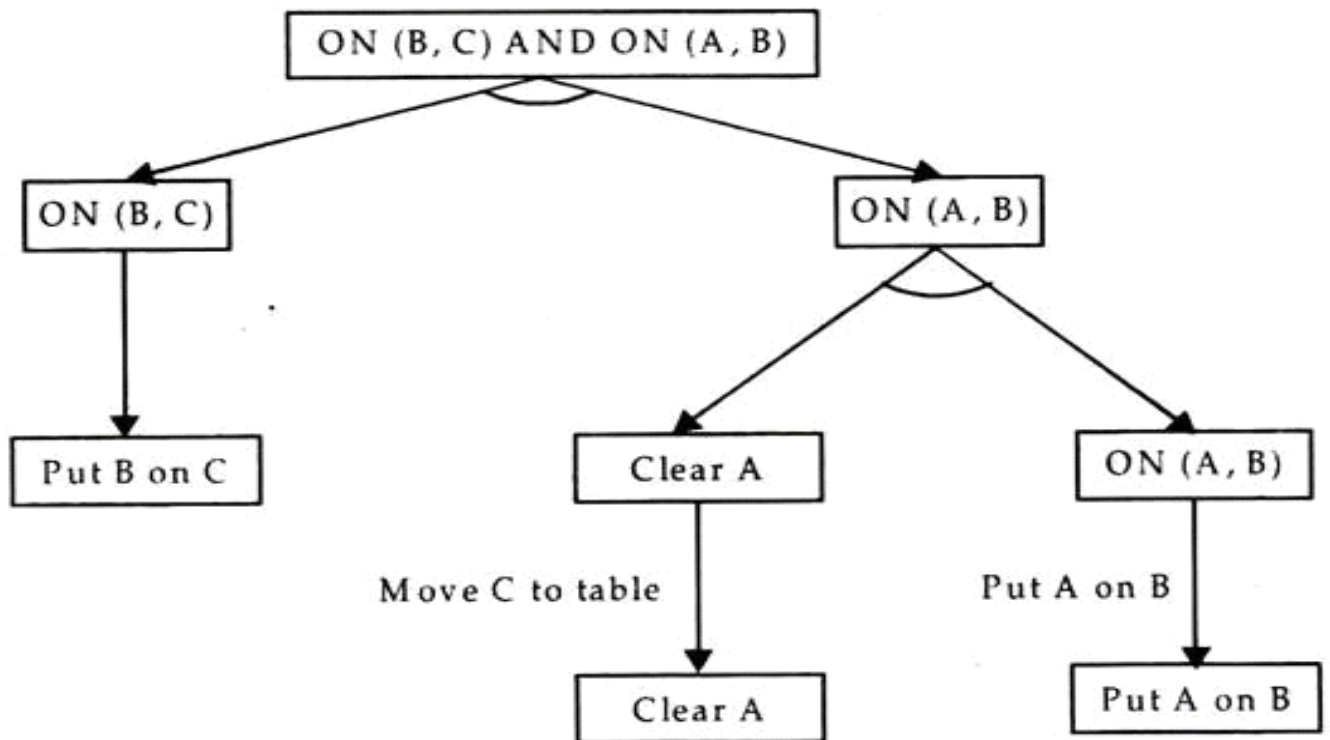 ON (B, C) AND ON (A, B)
ON (B, C)
ON (A, B)
Put B on C
Clear A
ON (A, B)
Move C to table
Put A on B
Clear A
Put A on B